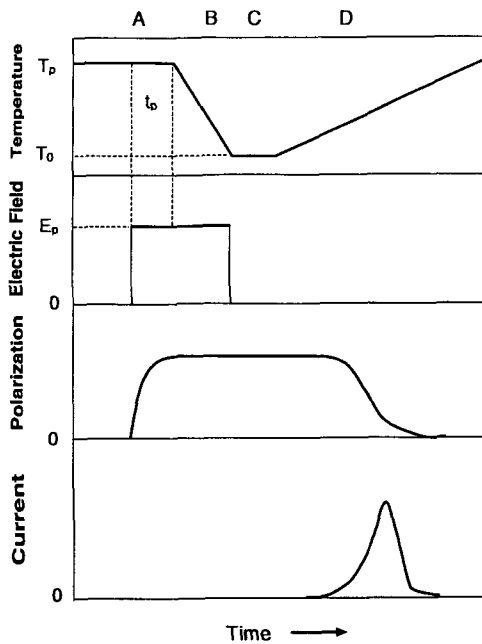 A B C D
Temperature
Tp
tp
T0
Electric Field
Ep
0
Polarization
0
Current
0
Time